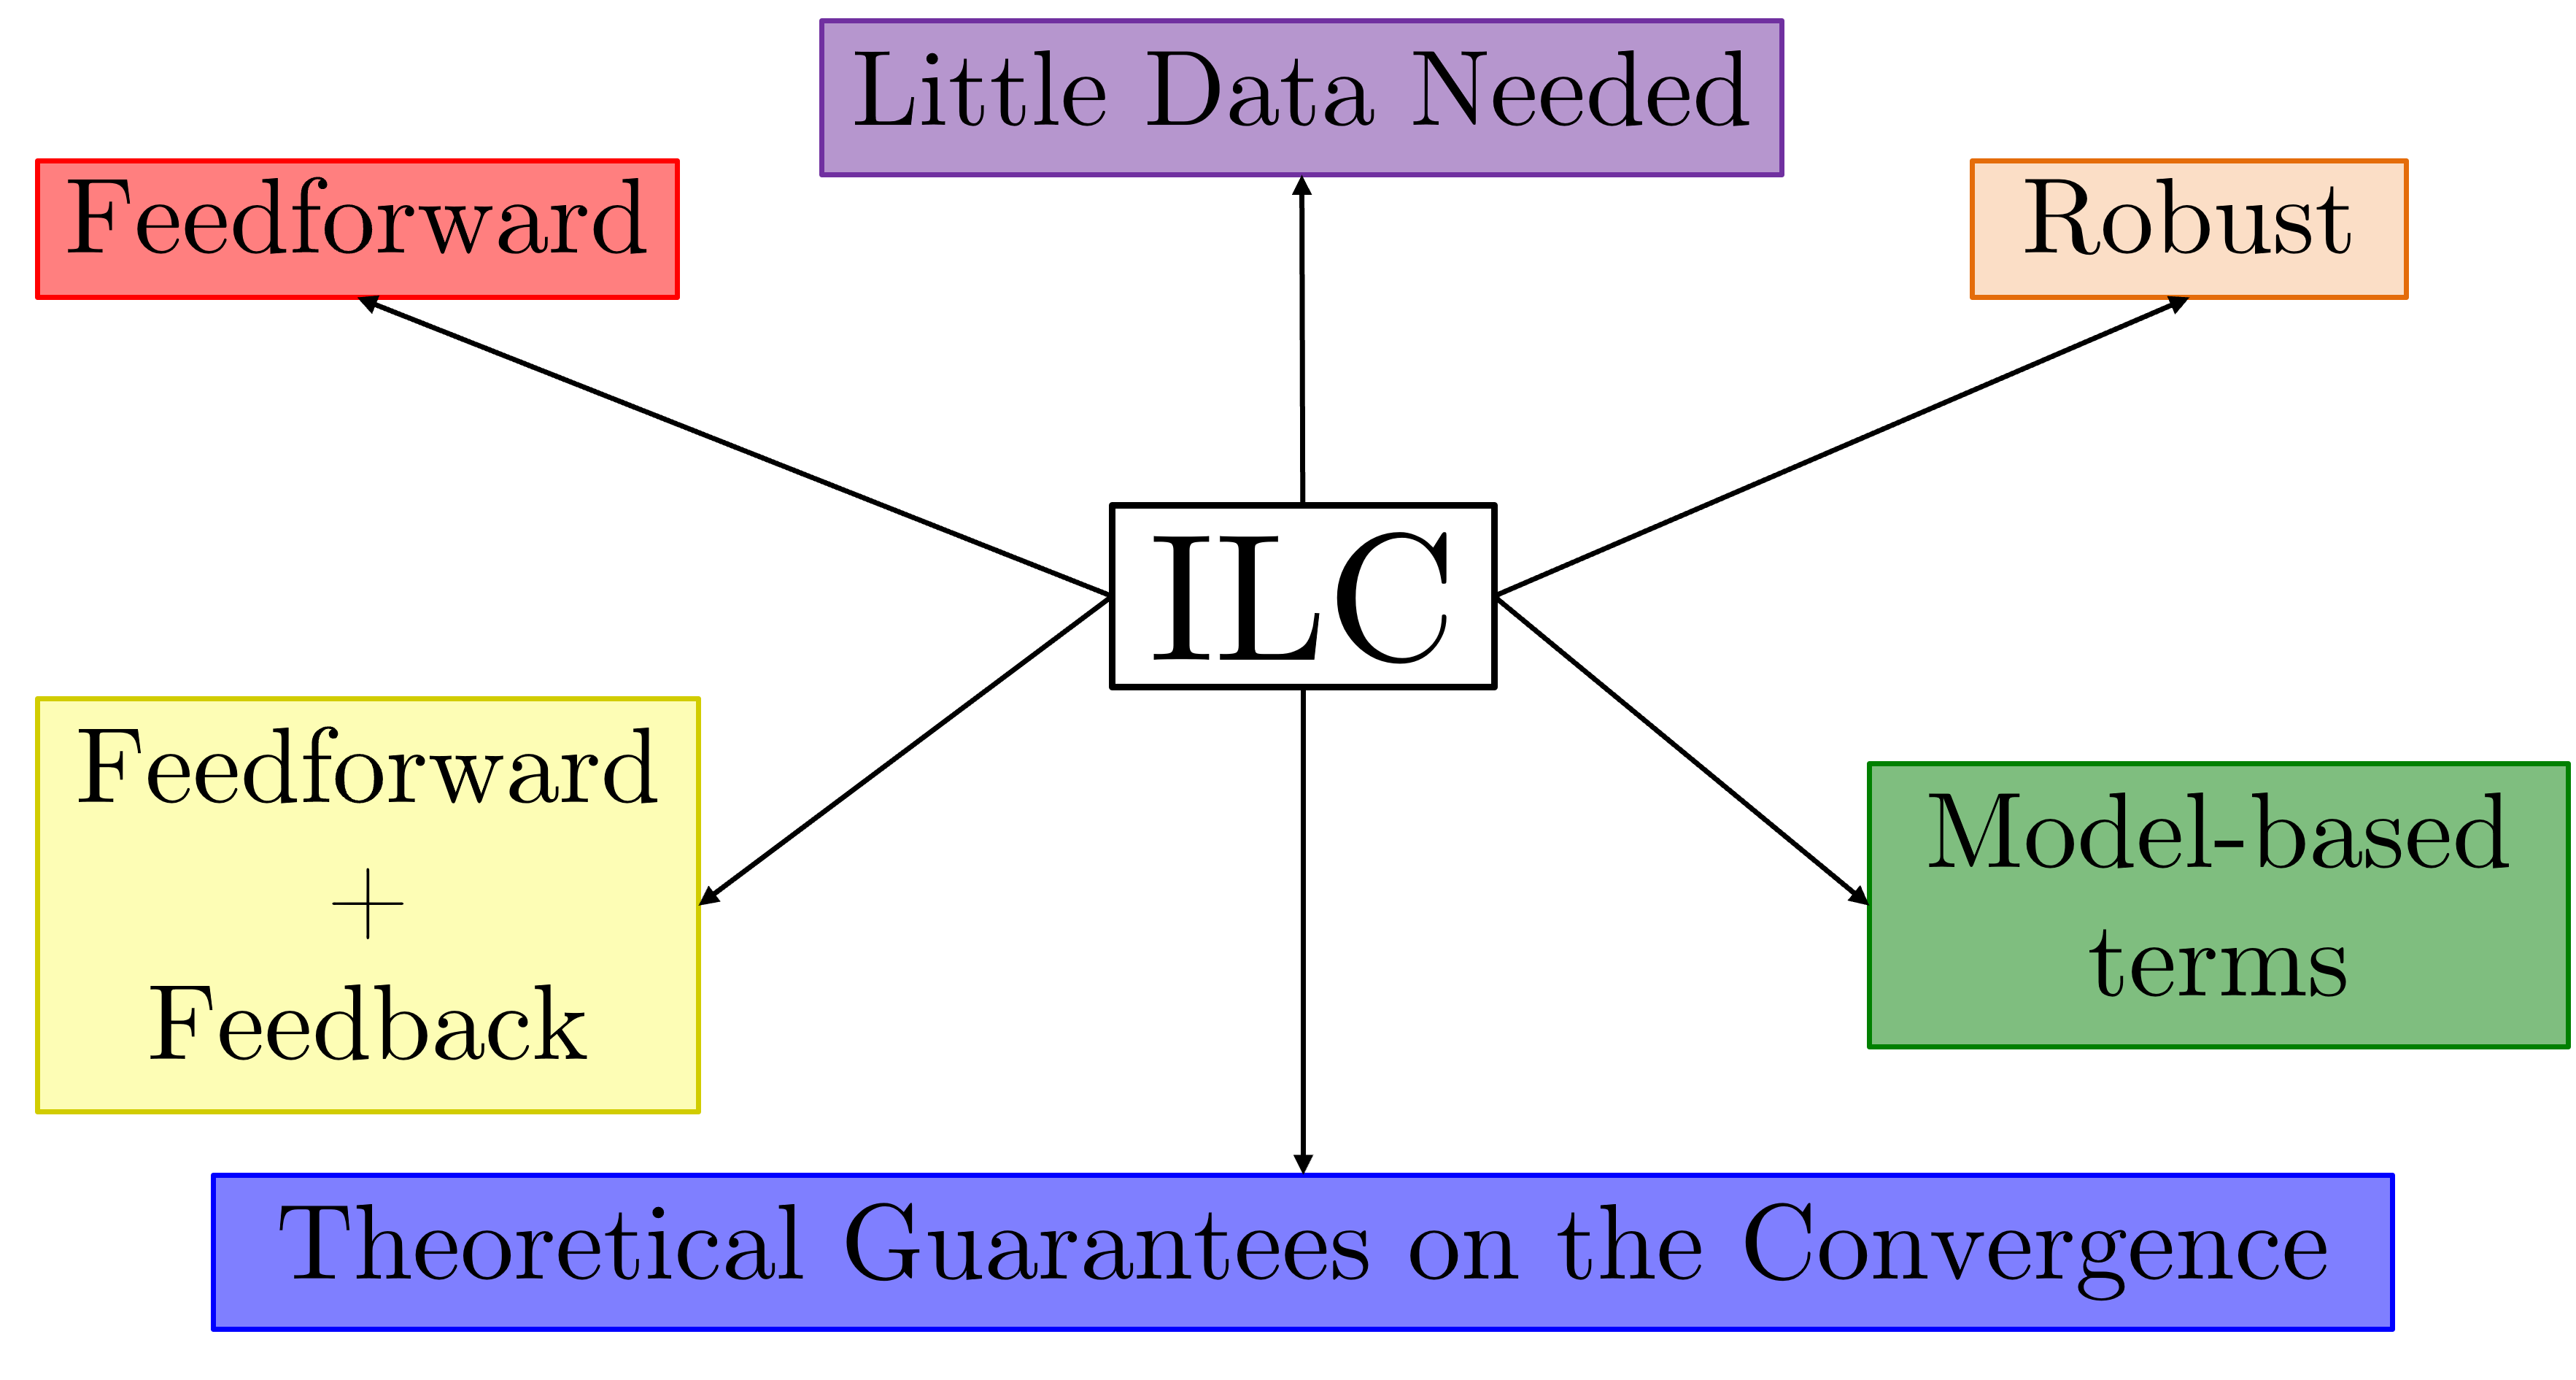 Little Data Needed
Feedforward
Robust
ILC
Feedforward
+
Feedback
Model-based
terms
Theoretical Guarantees on the Convergence